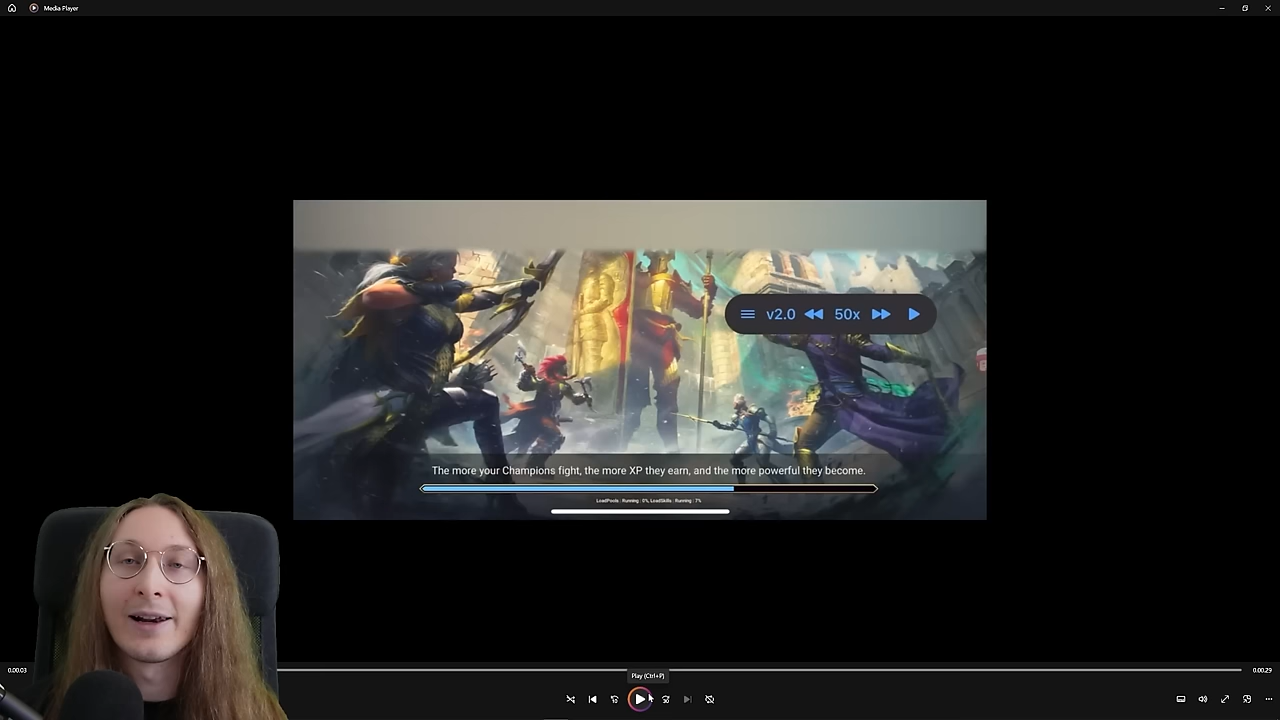 Media Player
v2.0
50x
The more your Champions fight, the more XP they earn, and the more powerful they become.
LoadPools : Running : 0%, LoadSkills : Running : 7%
0:00:03
Play (Ctrl+P)
0:00:29